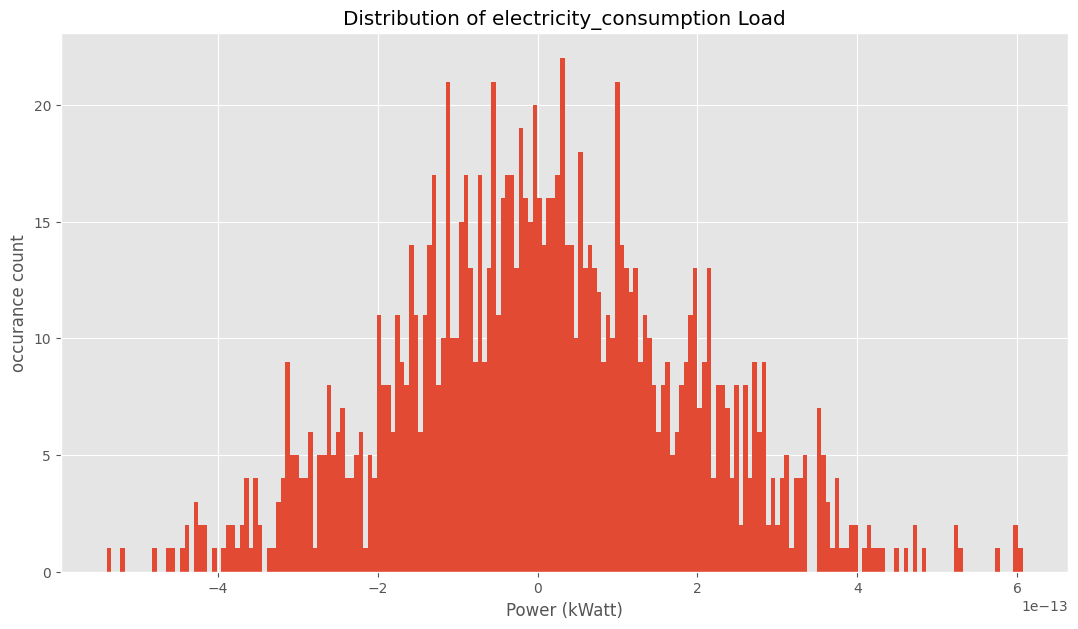 Distribution of electricity_consumption Load
occurance count
20
15
10
5
0
−4
−2
0
2
4
6
1e−13
Power (kWatt)